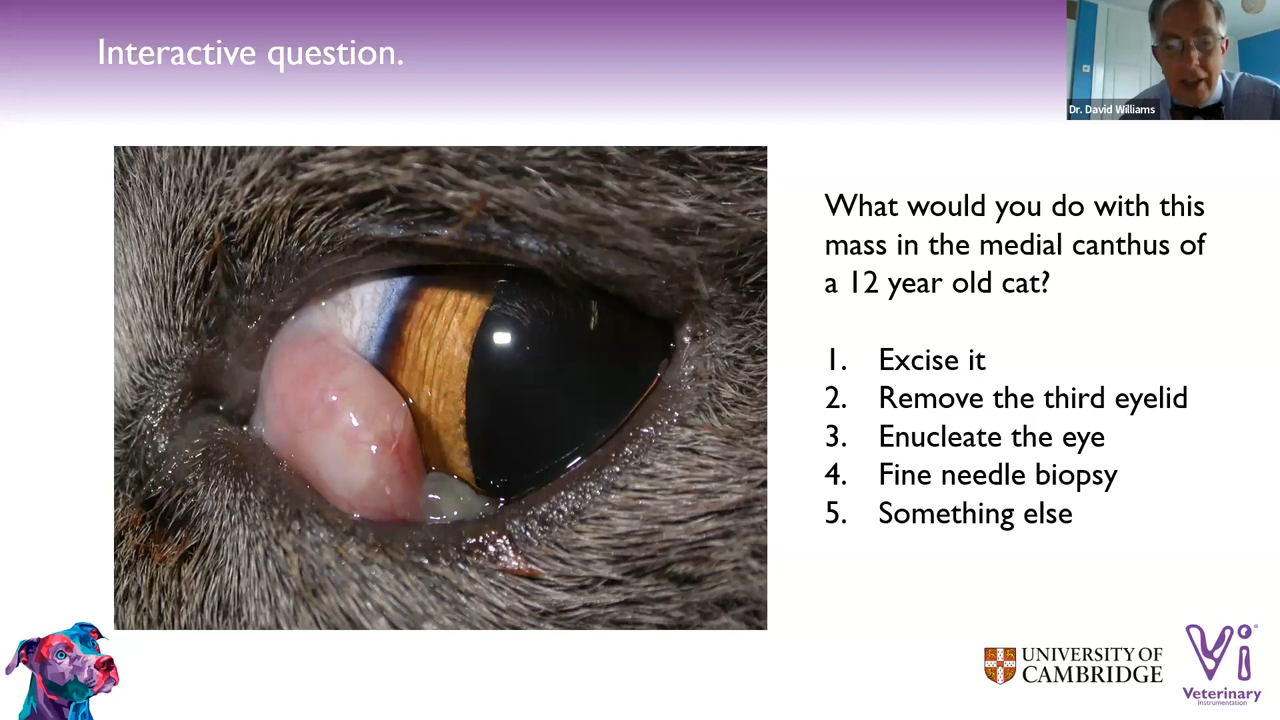 Interactive question.
Dr. David Williams
What would you do with this
mass in the medial canthus of
a 12 year old cat?
1. Excise it
2. Remove the third eyelid
3. Enucleate the eye
4. Fine needle biopsy
5. Something else
UNIVERSITY OF
CAMBRIDGE
Vi
Veterinary
Instrumentation